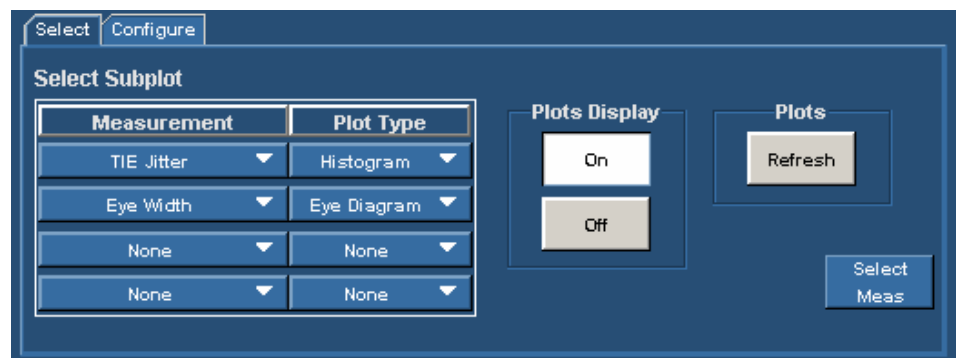 Select Configure
Select Subplot
Measurement Plot Type
TIE Jitter Histogram
Eye Width Eye Diagram
None None
None None
Plots Display
On
Off
Plots
Refresh
Select
Meas